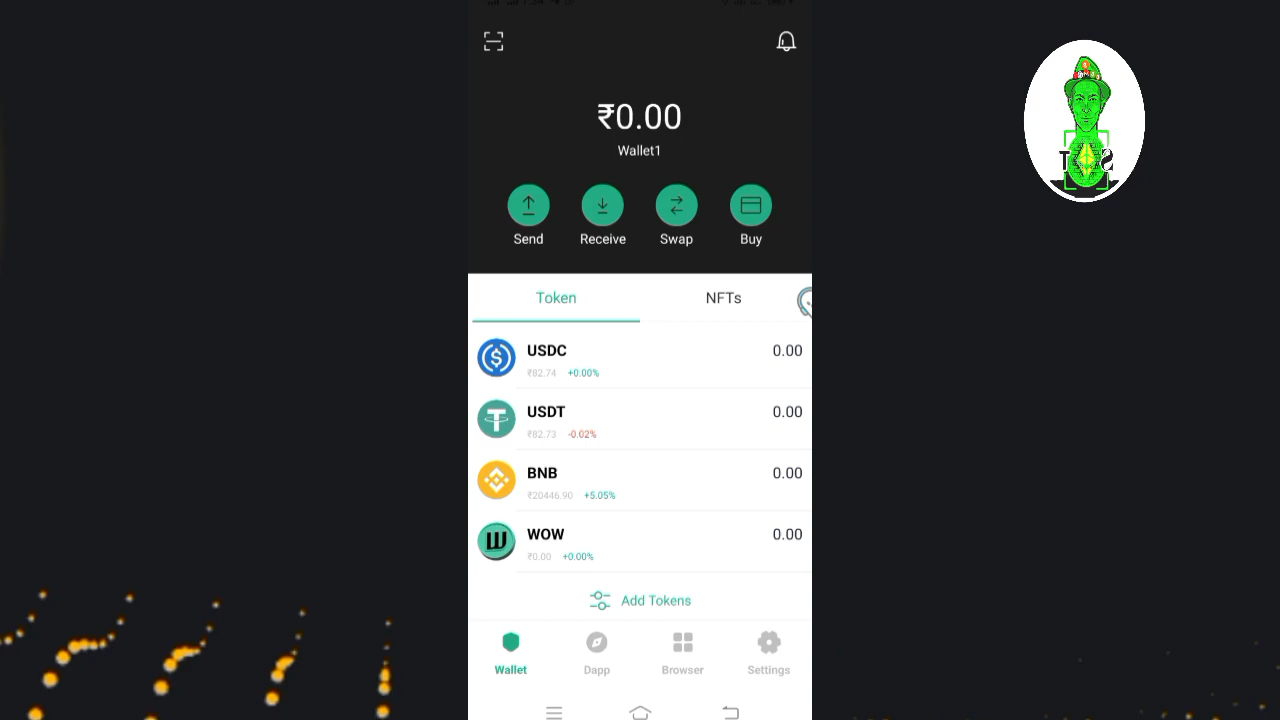 ₹0.00
Wallet1
Send
Receive
Swap
Buy
Token
NFTs
USDC
0.00
₹82.74 +0.00%
USDT
0.00
₹82.73 -0.02%
BNB
0.00
₹20446.90 +5.05%
WOW
0.00
₹0.00 +0.00%
Add Tokens
Wallet
Dapp
Browser
Settings